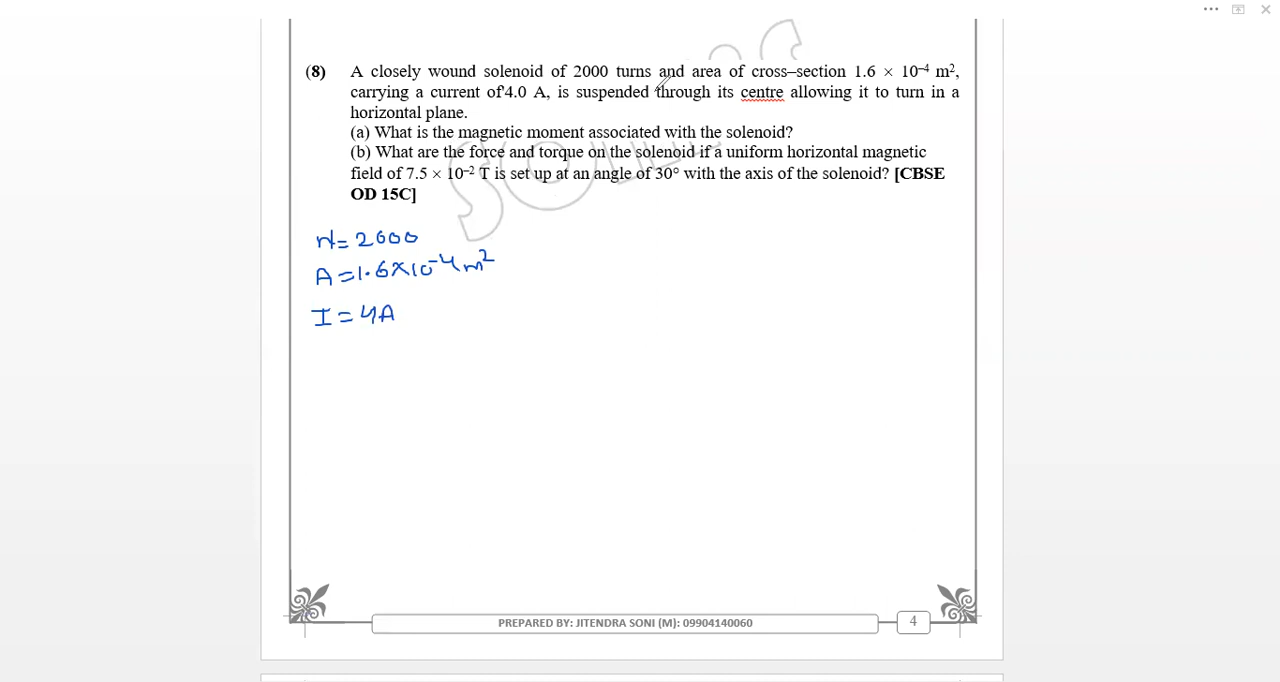 (8) A closely wound solenoid of 2000 turns and area of cross–section 1.6 × 10⁻⁴ m²,
carrying a current of 4.0 A, is suspended through its centre allowing it to turn in a
horizontal plane.
(a) What is the magnetic moment associated with the solenoid?
(b) What are the force and torque on the solenoid if a uniform horizontal magnetic
field of 7.5 × 10⁻² T is set up at an angle of 30° with the axis of the solenoid? [CBSE
OD 15C]
N = 2000
A = 1.6 × 10⁻⁴ m²
I = 4A
PREPARED BY: JITENDRA SONI (M): 09904140060
4